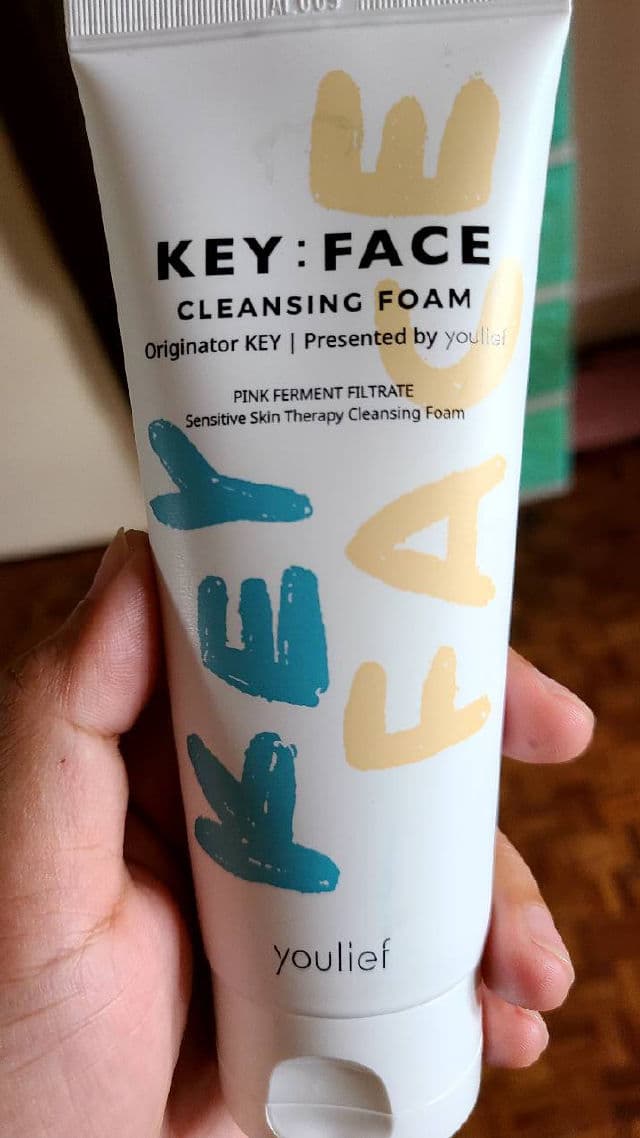 KEY : FACE
CLEANSING FOAM
Originator KEY | Presented by youlief
PINK FERMENT FILTRATE
Sensitive Skin Therapy Cleansing Foam
KEY
FACE
youlief